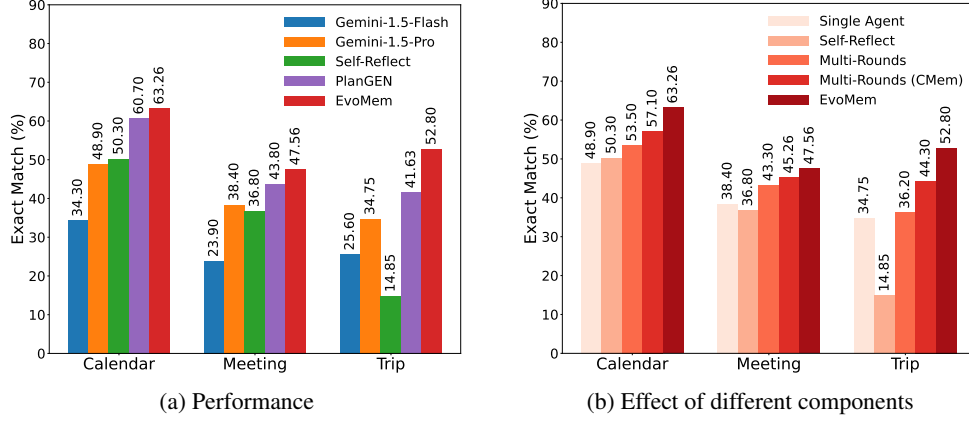 90
80
70
60
50
40
30
20
10
0
Exact Match (%)
Gemini-1.5-Flash
Gemini-1.5-Pro
Self-Reflect
PlanGEN
EvoMem
34.30
48.90
50.30
60.70
63.26
23.90
38.40
36.80
43.80
47.56
25.60
34.75
14.85
41.63
52.80
Calendar
Meeting
Trip
(a) Performance
90
80
70
60
50
40
30
20
10
0
Exact Match (%)
Single Agent
Self-Reflect
Multi-Rounds
Multi-Rounds (CMem)
EvoMem
48.90
50.30
53.50
57.10
63.26
38.40
36.80
43.30
45.26
47.56
34.75
14.85
36.20
44.30
52.80
Calendar
Meeting
Trip
(b) Effect of different components